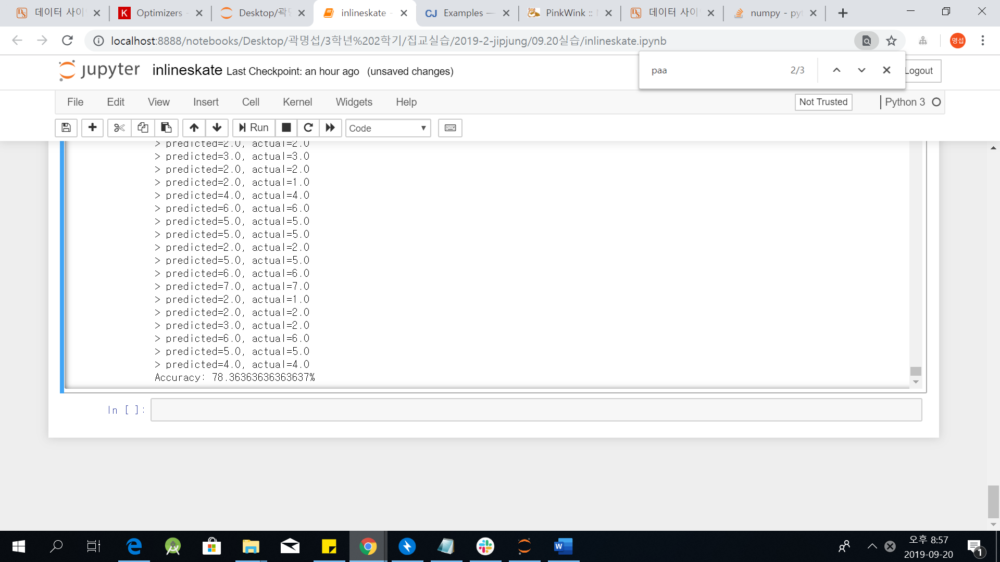 데이터 사이
Optimizers
Desktop/곽
inlineskate
Examples —
PinkWink ::
데이터 사이
numpy - pyt
localhost:8888/notebooks/Desktop/곽명섭/3학년%202학기/집교실습/2019-2-jipjung/09.20실습/inlineskate.ipynb
명섭
paa 2/3
jupyter inlineskate Last Checkpoint: an hour ago (unsaved changes)
Logout
File Edit View Insert Cell Kernel Widgets Help
Not Trusted
Python 3
Run
Code
> predicted=2.0, actual=2.0
> predicted=3.0, actual=3.0
> predicted=2.0, actual=2.0
> predicted=2.0, actual=1.0
> predicted=4.0, actual=4.0
> predicted=6.0, actual=6.0
> predicted=5.0, actual=5.0
> predicted=5.0, actual=5.0
> predicted=2.0, actual=2.0
> predicted=5.0, actual=5.0
> predicted=6.0, actual=6.0
> predicted=7.0, actual=7.0
> predicted=2.0, actual=1.0
> predicted=2.0, actual=2.0
> predicted=3.0, actual=2.0
> predicted=6.0, actual=6.0
> predicted=5.0, actual=5.0
> predicted=4.0, actual=4.0
Accuracy: 78.36363636363637%
In [ ]:
오후 8:57
2019-09-20
1